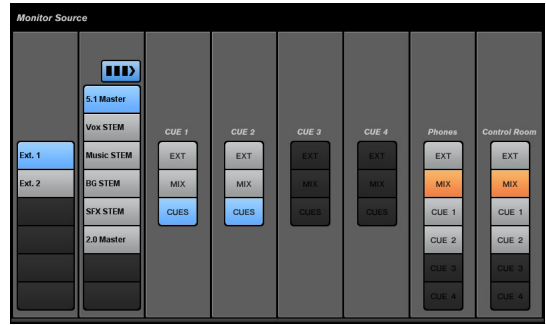 Monitor Source
Ext. 1
Ext. 2
5.1 Master
Vox STEM
Music STEM
BG STEM
SFX STEM
2.0 Master
CUE 1
EXT
MIX
CUES
CUE 2
EXT
MIX
CUES
CUE 3
EXT
MIX
CUES
CUE 4
EXT
MIX
CUES
Phones
EXT
MIX
CUE 1
CUE 2
CUE 3
CUE 4
Control Room
EXT
MIX
CUE 1
CUE 2
CUE 3
CUE 4